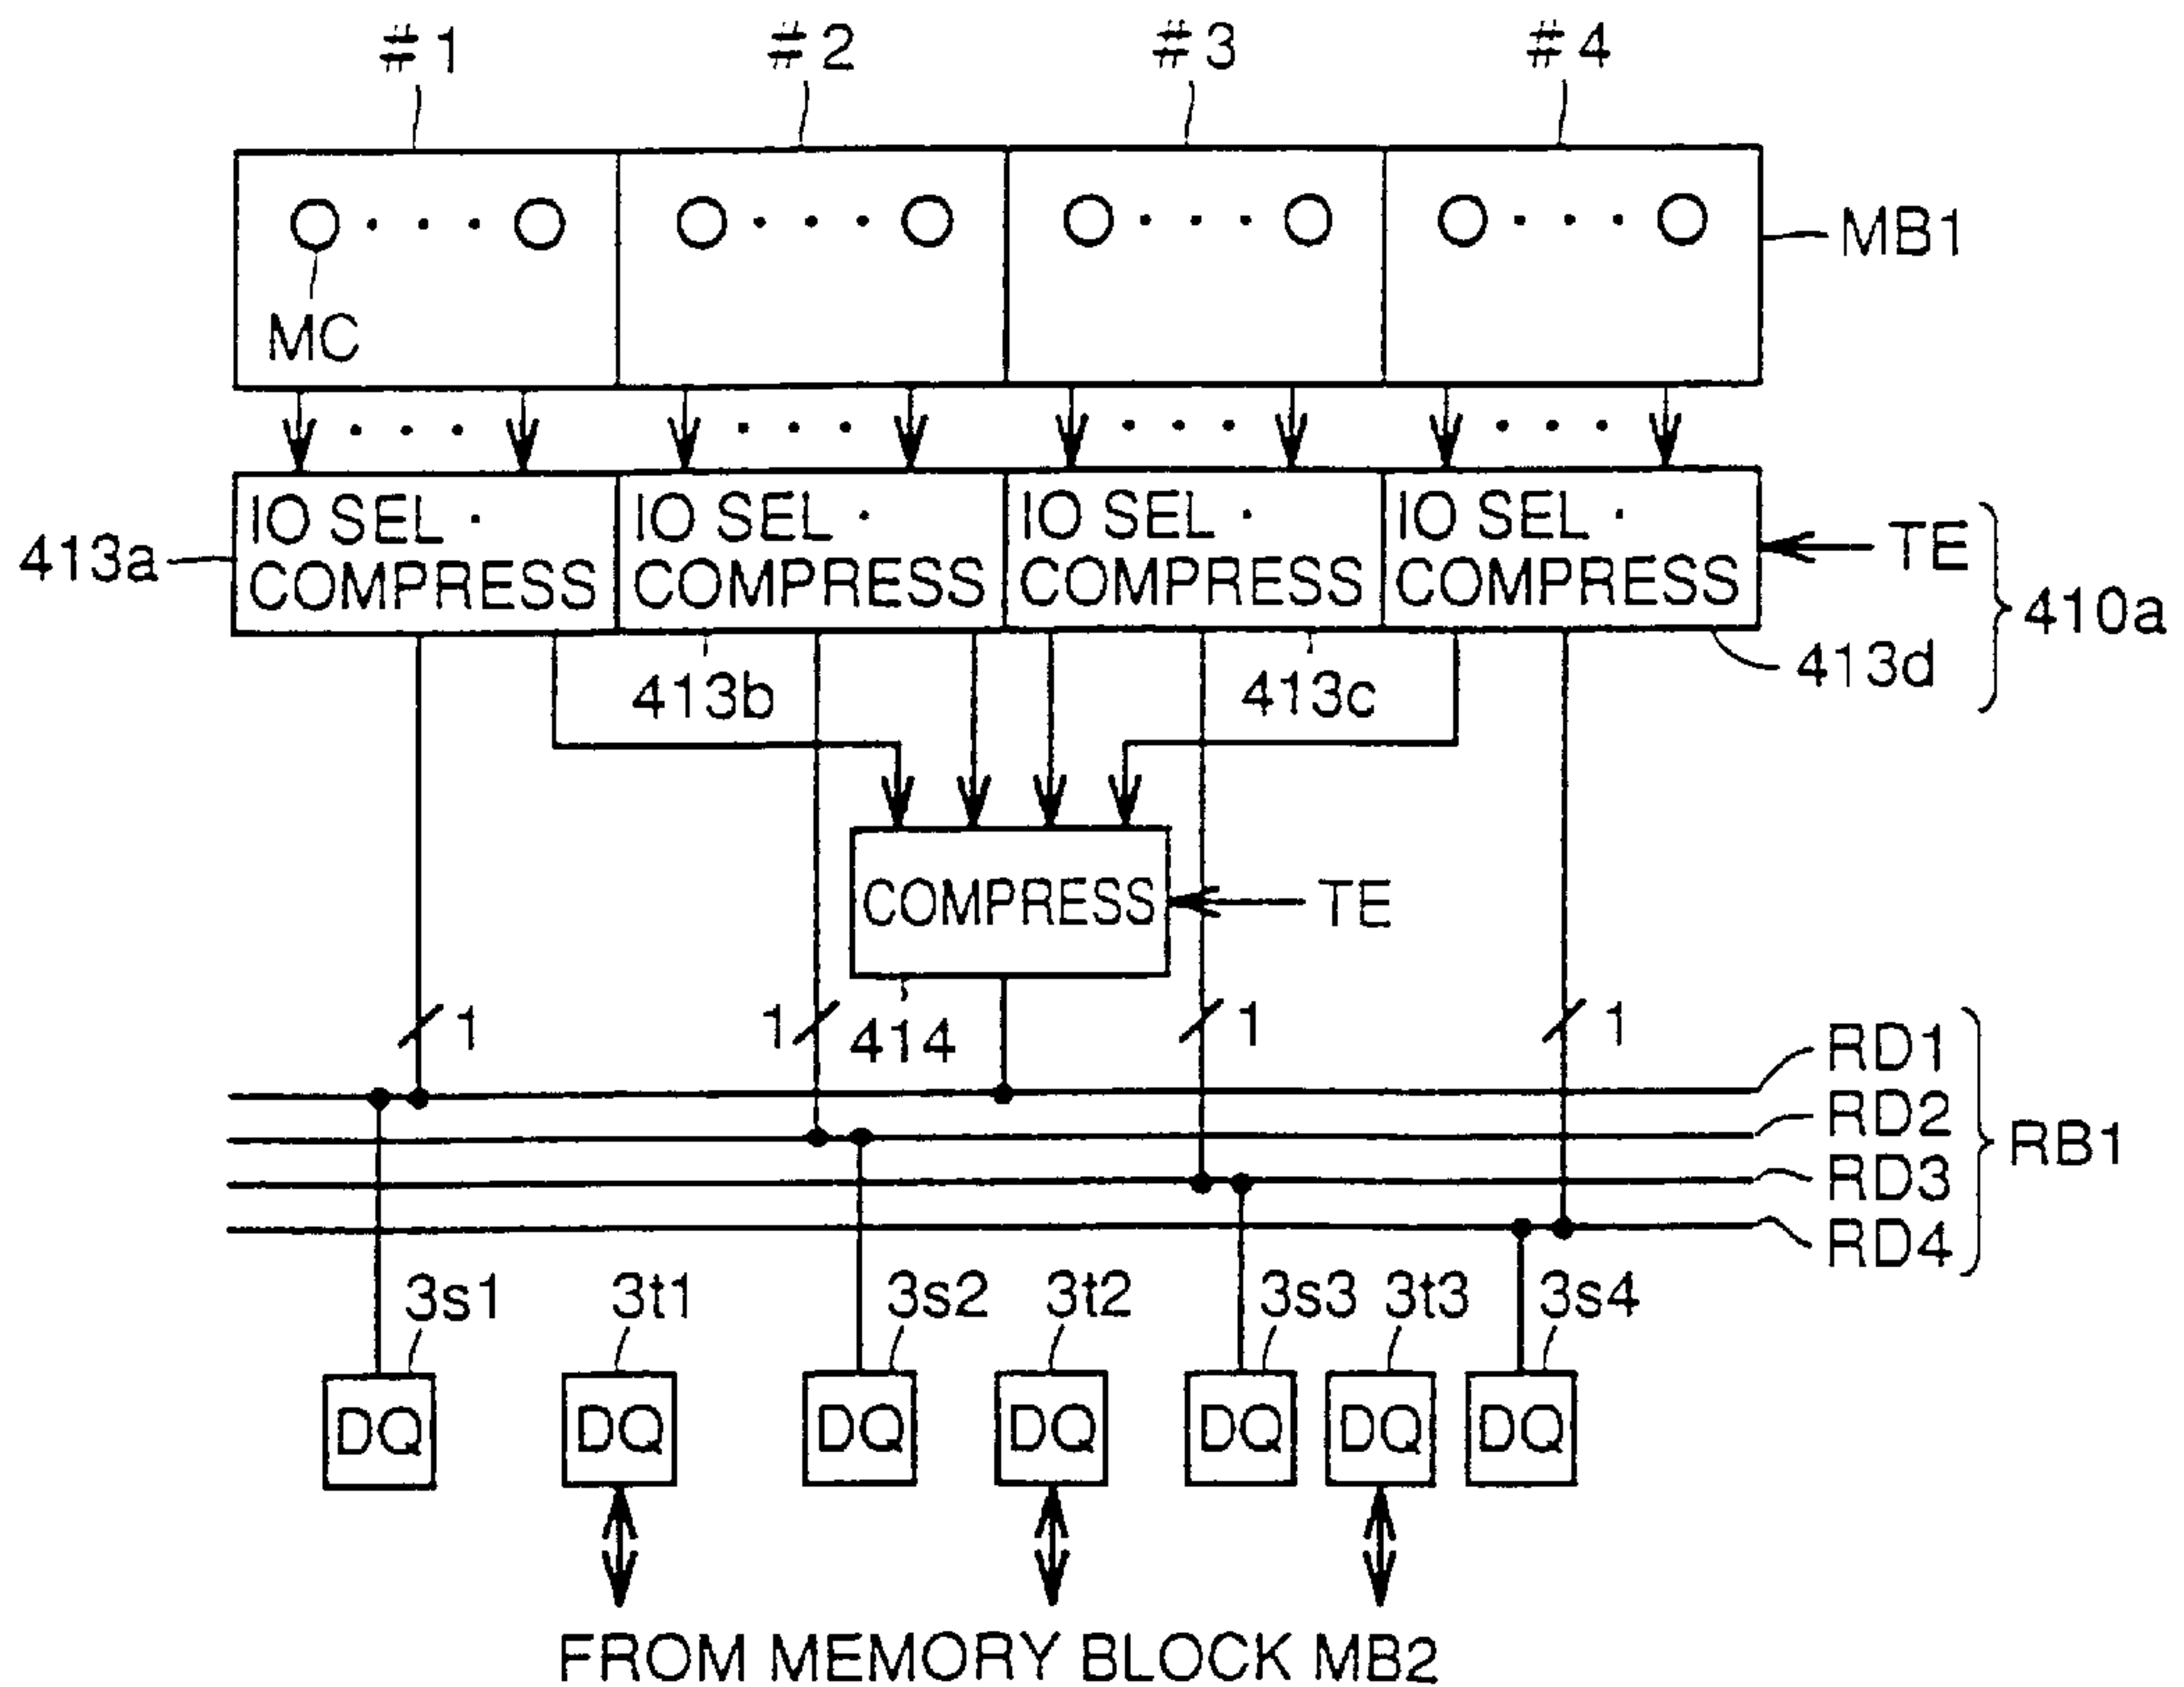 #1 #2 #3 #4
MB1
MC
IO SEL · IO SEL · IO SEL · IO SEL ·
COMPRESS COMPRESS COMPRESS COMPRESS
TE
413a
410a
413b 413c 413d
COMPRESS
TE
1 1 414 1 1
RD1
RD2
RB1
RD3
RD4
3s1 3t1 3s2 3t2 3s3 3t3 3s4
DQ DQ DQ DQ DQ DQ DQ
FROM MEMORY BLOCK MB2